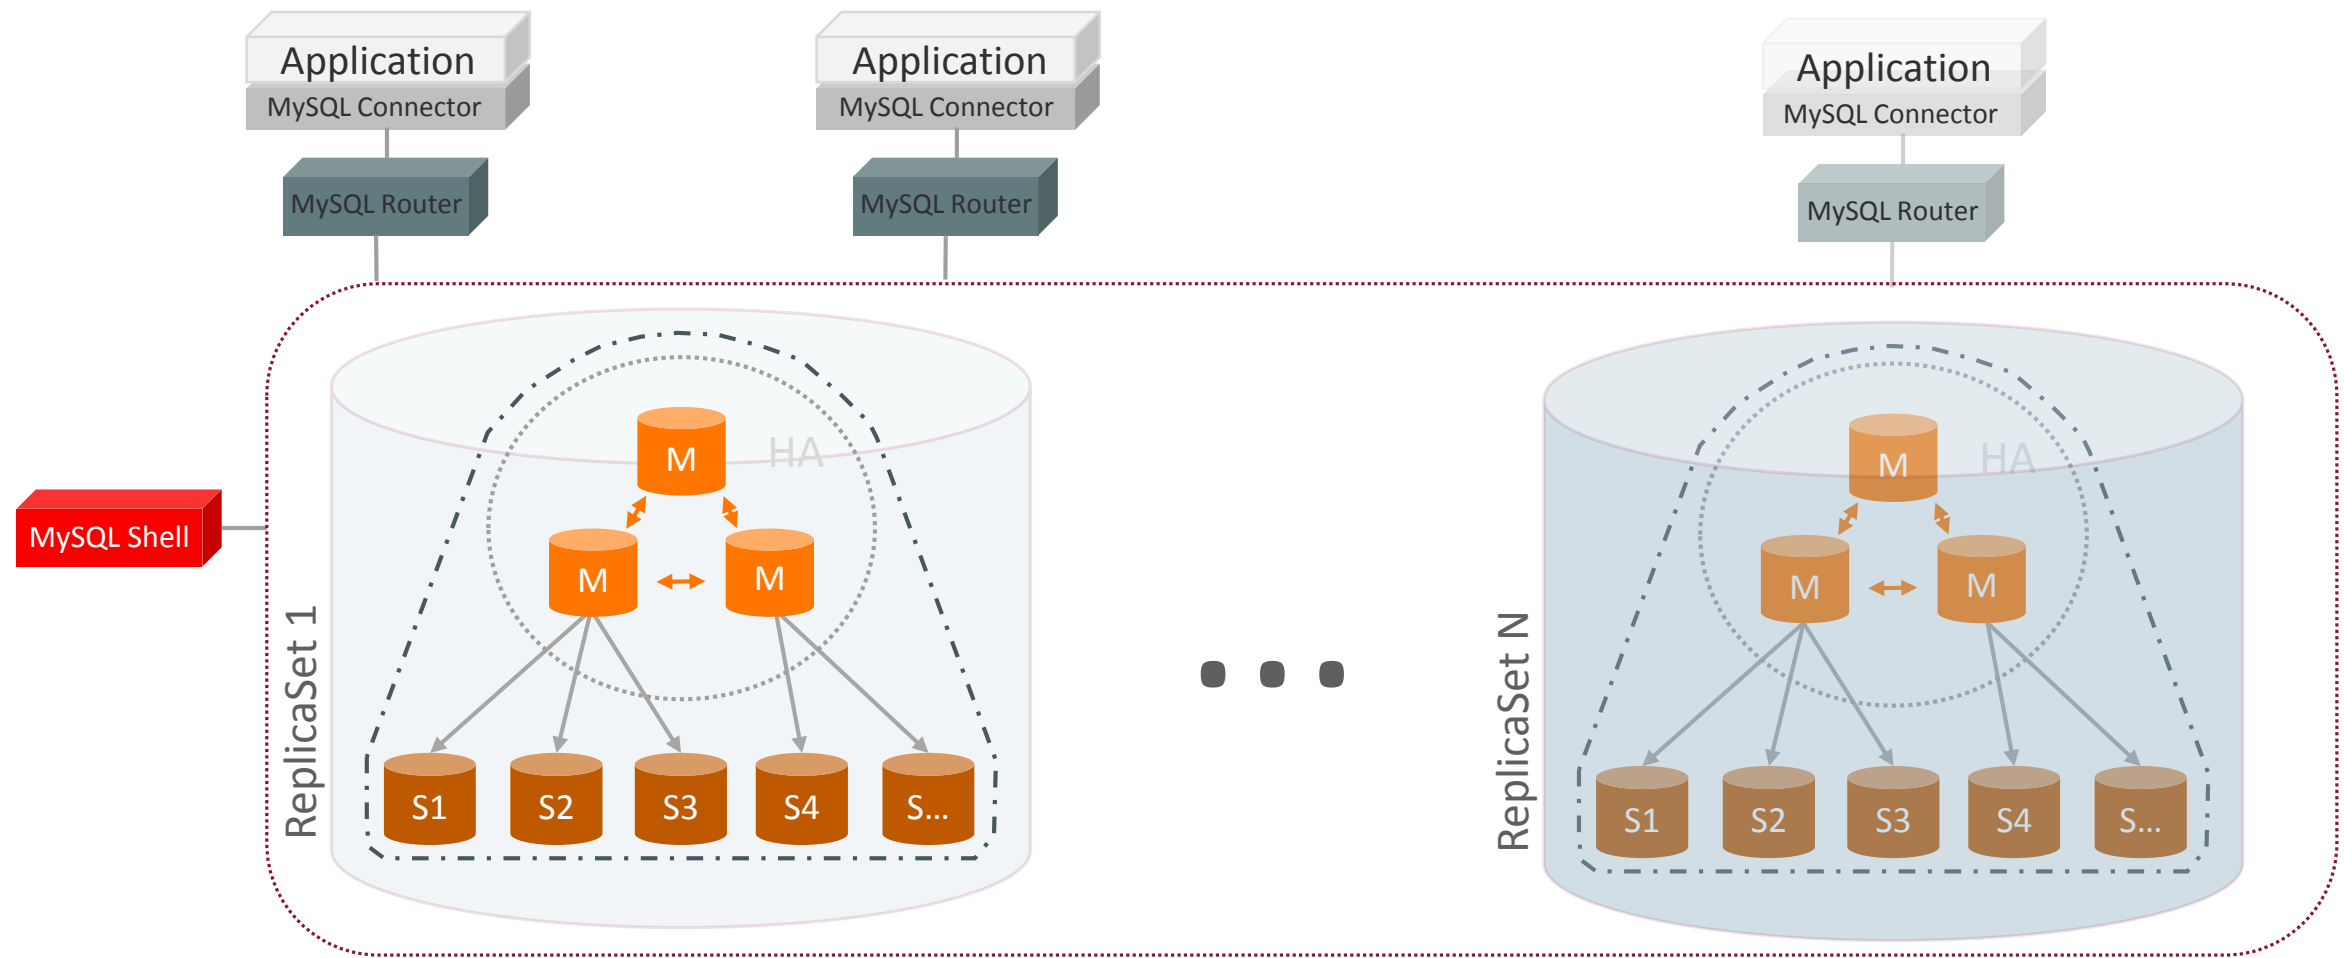 Application
MySQL Connector
MySQL Router
Application
MySQL Connector
MySQL Router
Application
MySQL Connector
MySQL Router
MySQL Shell
ReplicaSet 1
HA
M
M
M
S1
S2
S3
S4
S...
...
ReplicaSet N
HA
M
M
M
S1
S2
S3
S4
S...